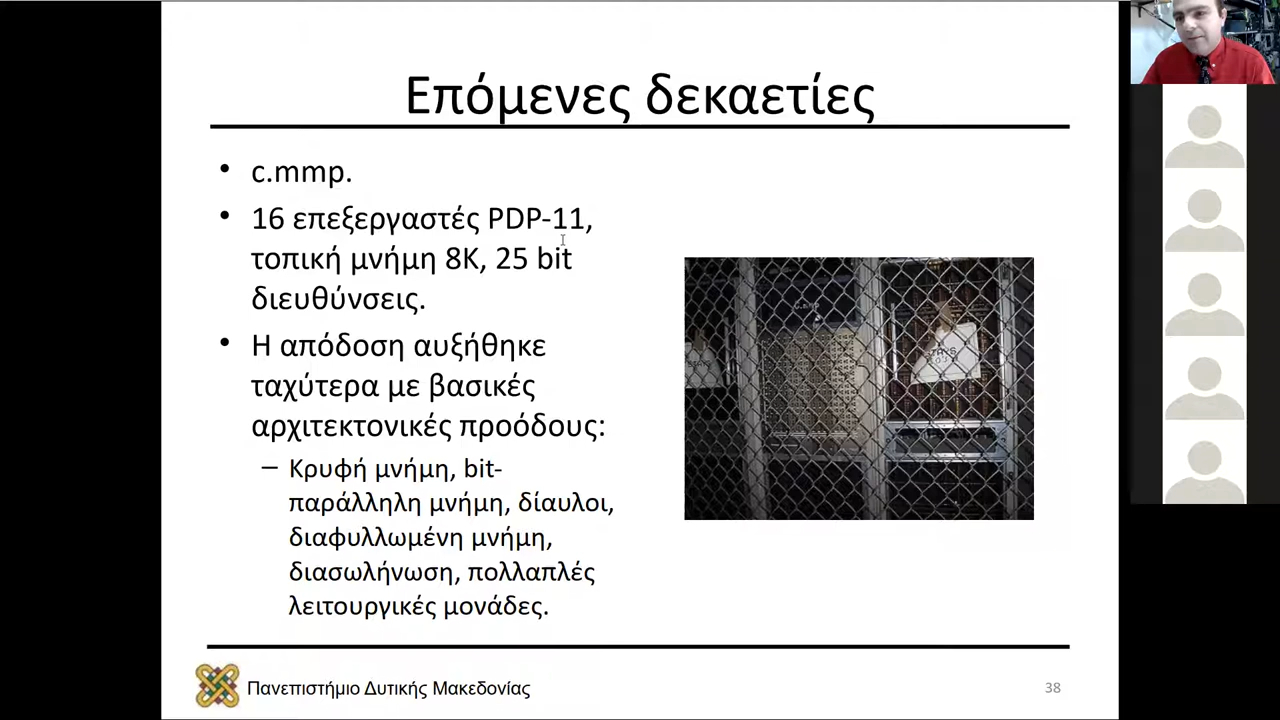 Επόμενες δεκαετίες
• c.mmp.
• 16 επεξεργαστές PDP-11,
τοπική μνήμη 8Κ, 25 bit
διευθύνσεις.
• Η απόδοση αυξήθηκε
ταχύτερα με βασικές
αρχιτεκτονικές προόδους:
– Κρυφή μνήμη, bit-
παράλληλη μνήμη, δίαυλοι,
διαφυλλωμένη μνήμη,
διασωλήνωση, πολλαπλές
λειτουργικές μονάδες.
Πανεπιστήμιο Δυτικής Μακεδονίας
38